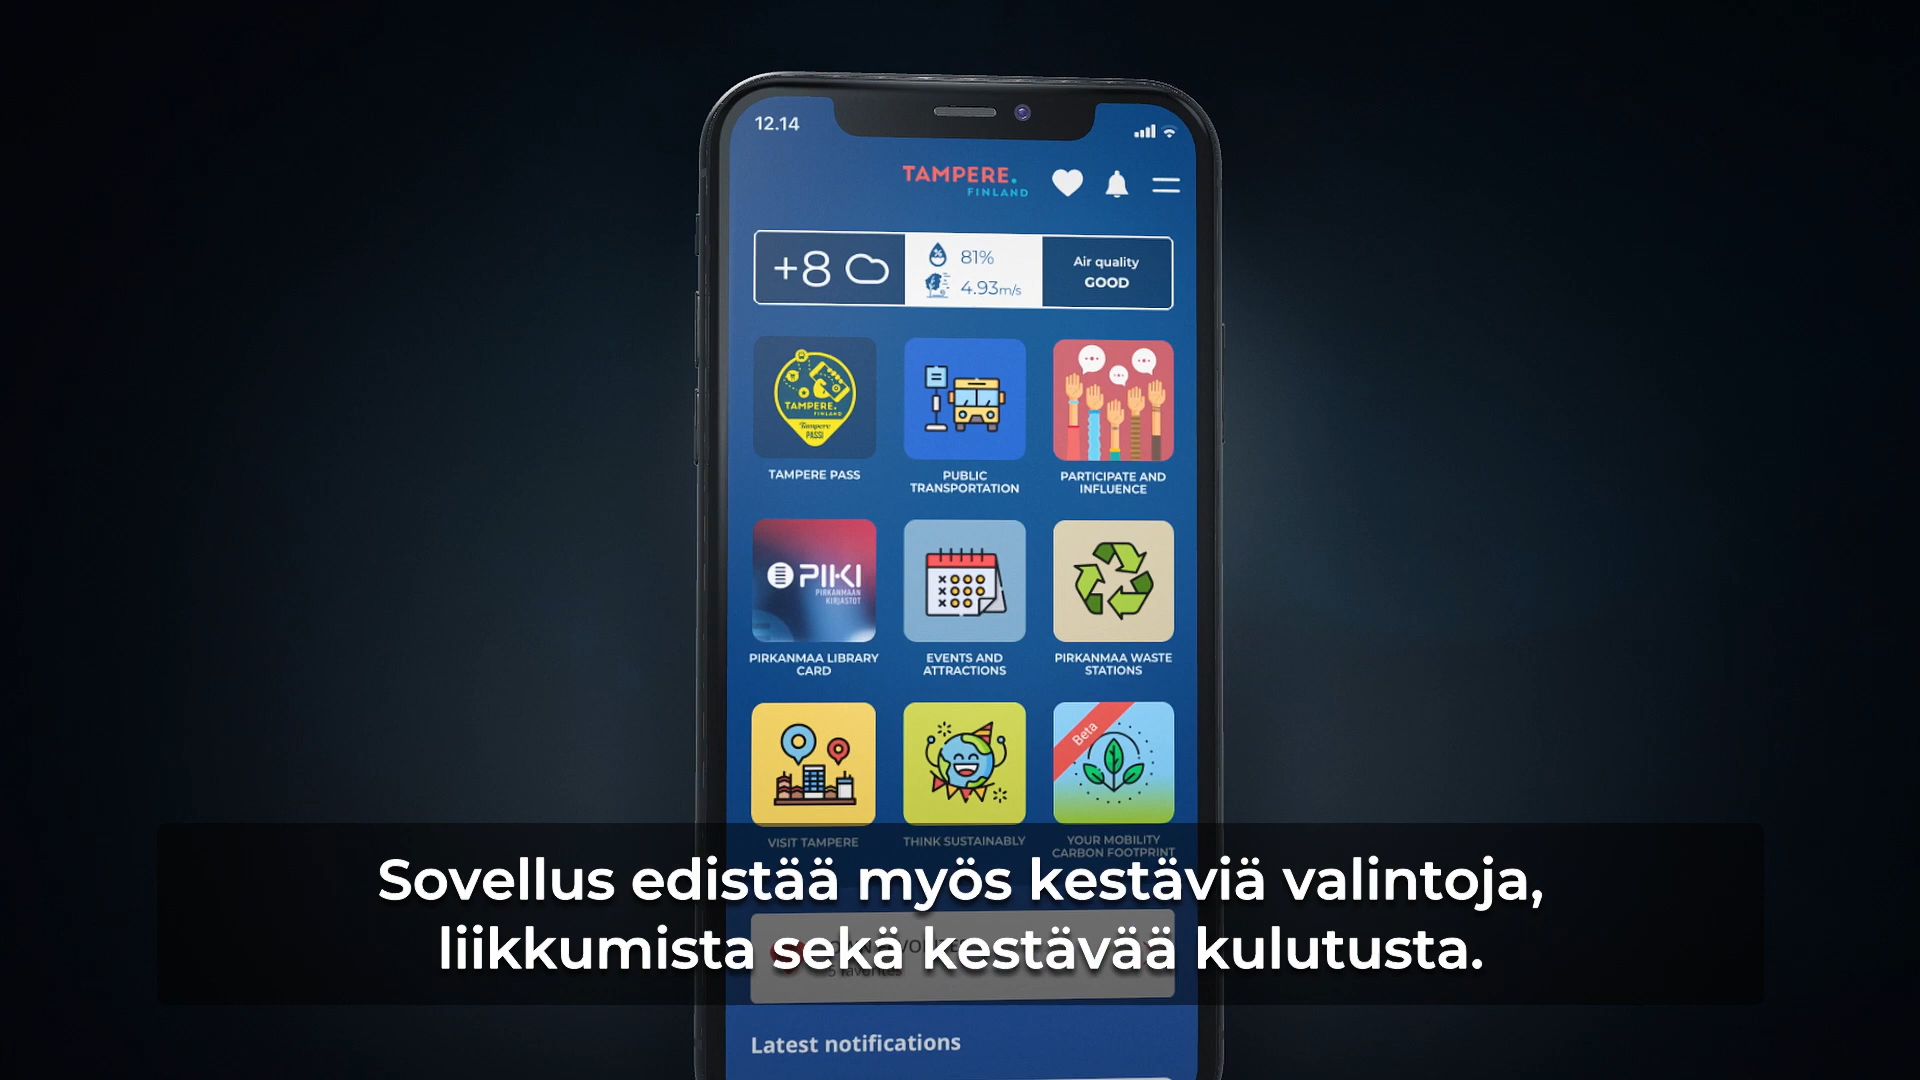 12.14
TAMPERE.
FINLAND
+8
81%
4.93m/s
Air quality
GOOD
TAMPERE.
FINLAND
Tampere
PASSI
TAMPERE PASS
PUBLIC
TRANSPORTATION
PARTICIPATE AND
INFLUENCE
PIKI
PIRKANMAAN
KIRJASTOT
PIRKANMAA LIBRARY
CARD
EVENTS AND
ATTRACTIONS
PIRKANMAA WASTE
STATIONS
Beta
VISIT TAMPERE
THINK SUSTAINABLY
YOUR MOBILITY
CARBON FOOTPRINT
Sovellus edistää myös kestäviä valintoja,
liikkumista sekä kestävää kulutusta.
Latest notifications